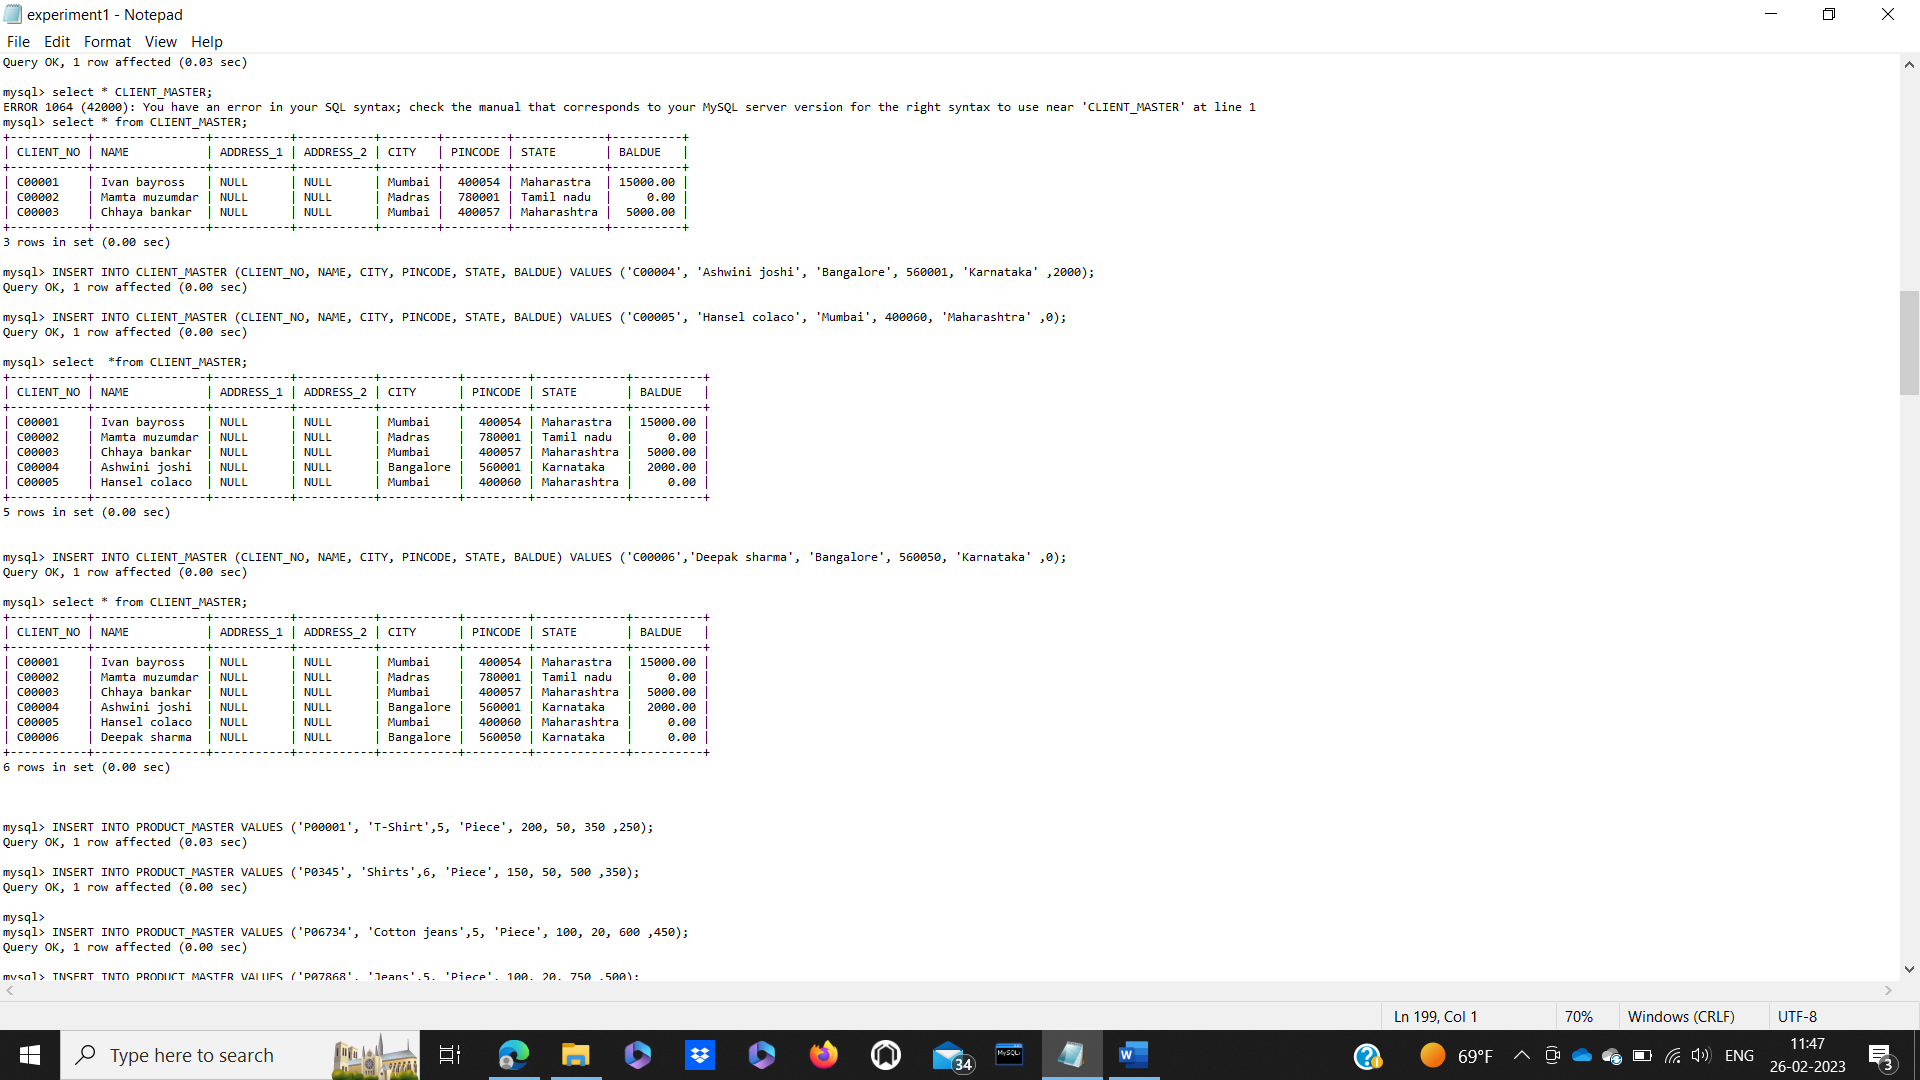 experiment1 - Notepad
File Edit Format View Help
Query OK, 1 row affected (0.03 sec)
mysql> select * CLIENT_MASTER;
ERROR 1064 (42000): You have an error in your SQL syntax; check the manual that corresponds to your MySQL server version for the right syntax to use near 'CLIENT_MASTER' at line 1
mysql> select * from CLIENT_MASTER;
+-----------+----------------+-----------+-----------+--------+---------+-------------+----------+
| CLIENT_NO | NAME           | ADDRESS_1 | ADDRESS_2 | CITY   | PINCODE | STATE       | BALDUE   |
+-----------+----------------+-----------+-----------+--------+---------+-------------+----------+
| C00001    | Ivan bayross   | NULL      | NULL      | Mumbai |  400054 | Maharastra  | 15000.00 |
| C00002    | Mamta muzumdar | NULL      | NULL      | Madras |  780001 | Tamil nadu  |     0.00 |
| C00003    | Chhaya bankar  | NULL      | NULL      | Mumbai |  400057 | Maharashtra |  5000.00 |
+-----------+----------------+-----------+-----------+--------+---------+-------------+----------+
3 rows in set (0.00 sec)
mysql> INSERT INTO CLIENT_MASTER (CLIENT_NO, NAME, CITY, PINCODE, STATE, BALDUE) VALUES ('C00004', 'Ashwini joshi', 'Bangalore', 560001, 'Karnataka' ,2000);
Query OK, 1 row affected (0.00 sec)
mysql> INSERT INTO CLIENT_MASTER (CLIENT_NO, NAME, CITY, PINCODE, STATE, BALDUE) VALUES ('C00005', 'Hansel colaco', 'Mumbai', 400060, 'Maharashtra' ,0);
Query OK, 1 row affected (0.00 sec)
mysql> select  *from CLIENT_MASTER;
+-----------+----------------+-----------+-----------+-----------+---------+-------------+----------+
| CLIENT_NO | NAME           | ADDRESS_1 | ADDRESS_2 | CITY      | PINCODE | STATE       | BALDUE   |
+-----------+----------------+-----------+-----------+-----------+---------+-------------+----------+
| C00001    | Ivan bayross   | NULL      | NULL      | Mumbai    |  400054 | Maharastra  | 15000.00 |
| C00002    | Mamta muzumdar | NULL      | NULL      | Madras    |  780001 | Tamil nadu  |     0.00 |
| C00003    | Chhaya bankar  | NULL      | NULL      | Mumbai    |  400057 | Maharashtra |  5000.00 |
| C00004    | Ashwini joshi  | NULL      | NULL      | Bangalore |  560001 | Karnataka   |  2000.00 |
| C00005    | Hansel colaco  | NULL      | NULL      | Mumbai    |  400060 | Maharashtra |     0.00 |
+-----------+----------------+-----------+-----------+-----------+---------+-------------+----------+
5 rows in set (0.00 sec)
mysql> INSERT INTO CLIENT_MASTER (CLIENT_NO, NAME, CITY, PINCODE, STATE, BALDUE) VALUES ('C00006','Deepak sharma', 'Bangalore', 560050, 'Karnataka' ,0);
Query OK, 1 row affected (0.00 sec)
mysql> select * from CLIENT_MASTER;
+-----------+----------------+-----------+-----------+-----------+---------+-------------+----------+
| CLIENT_NO | NAME           | ADDRESS_1 | ADDRESS_2 | CITY      | PINCODE | STATE       | BALDUE   |
+-----------+----------------+-----------+-----------+-----------+---------+-------------+----------+
| C00001    | Ivan bayross   | NULL      | NULL      | Mumbai    |  400054 | Maharastra  | 15000.00 |
| C00002    | Mamta muzumdar | NULL      | NULL      | Madras    |  780001 | Tamil nadu  |     0.00 |
| C00003    | Chhaya bankar  | NULL      | NULL      | Mumbai    |  400057 | Maharashtra |  5000.00 |
| C00004    | Ashwini joshi  | NULL      | NULL      | Bangalore |  560001 | Karnataka   |  2000.00 |
| C00005    | Hansel colaco  | NULL      | NULL      | Mumbai    |  400060 | Maharashtra |     0.00 |
| C00006    | Deepak sharma  | NULL      | NULL      | Bangalore |  560050 | Karnataka   |     0.00 |
+-----------+----------------+-----------+-----------+-----------+---------+-------------+----------+
6 rows in set (0.00 sec)
mysql> INSERT INTO PRODUCT_MASTER VALUES ('P00001', 'T-Shirt',5, 'Piece', 200, 50, 350 ,250);
Query OK, 1 row affected (0.03 sec)
mysql> INSERT INTO PRODUCT_MASTER VALUES ('P0345', 'Shirts',6, 'Piece', 150, 50, 500 ,350);
Query OK, 1 row affected (0.00 sec)
mysql>
mysql> INSERT INTO PRODUCT_MASTER VALUES ('P06734', 'Cotton jeans',5, 'Piece', 100, 20, 600 ,450);
Query OK, 1 row affected (0.00 sec)
mysql> INSERT INTO PRODUCT_MASTER VALUES ('P07868', 'Jeans',5, 'Piece', 100, 20, 750 ,500);
Ln 199, Col 1 70% Windows (CRLF) UTF-8
Type here to search MySQL 34 W 69°F ENG 11:47
26-02-2023 3